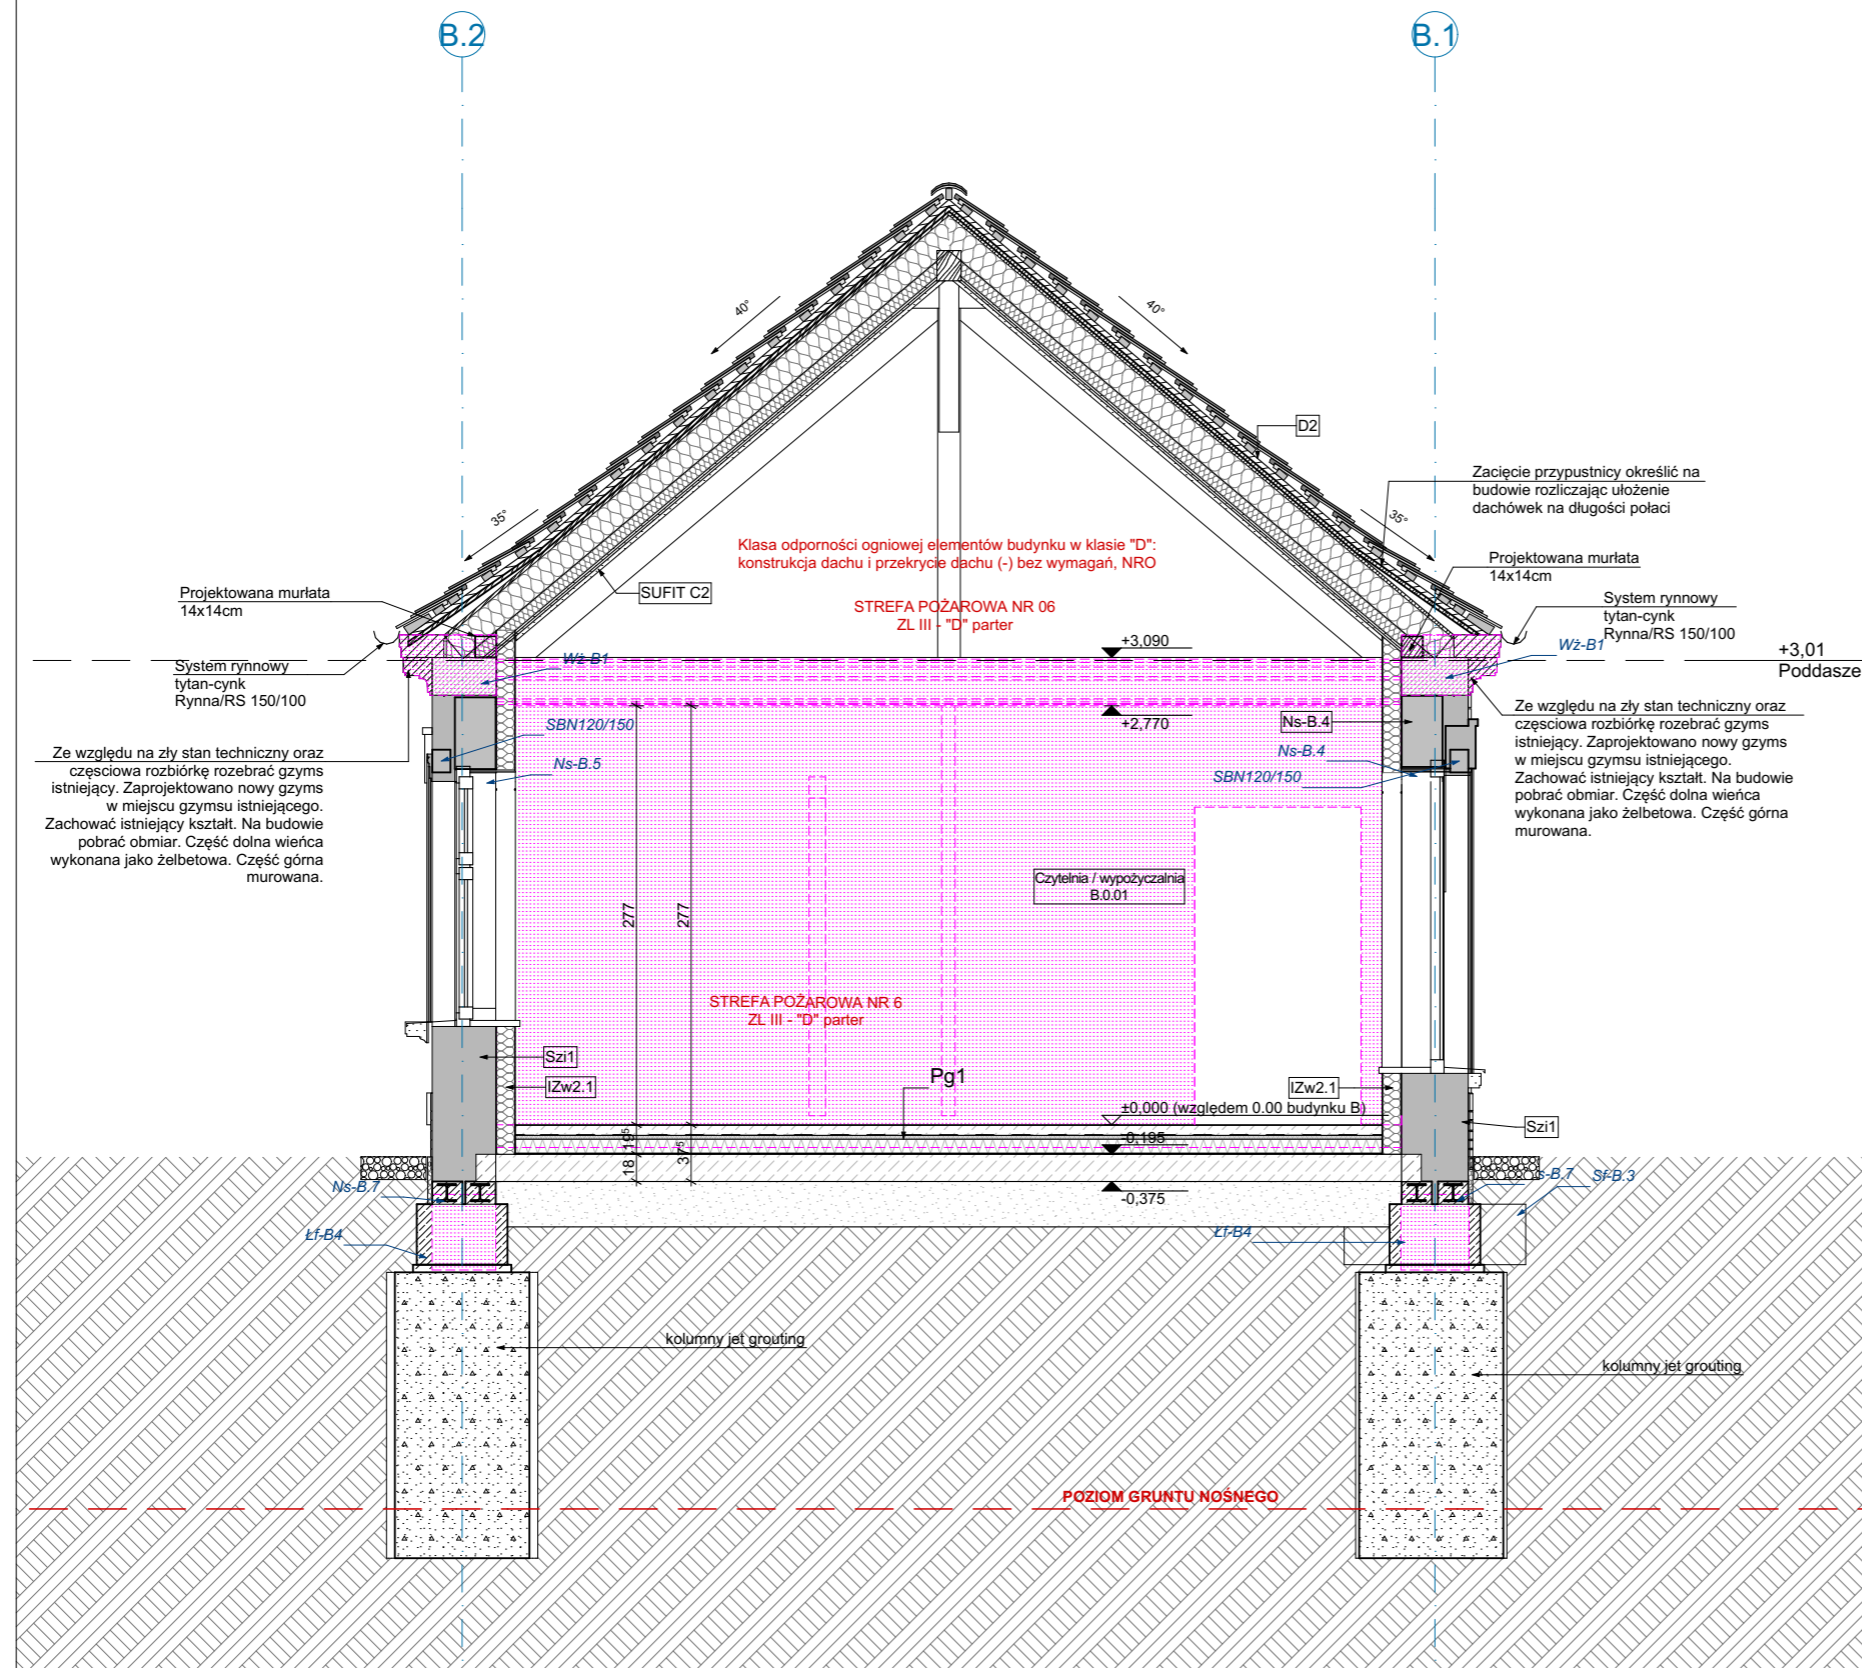 B.2
B.1
40°
40°
D2
Zacięcie przypustnicy określić na
budowie rozliczając ułożenie
dachówek na długości połaci
35°
35°
Klasa odporności ogniowej elementów budynku w klasie "D":
konstrukcja dachu i przekrycie dachu (-) bez wymagań, NRO
Projektowana murłata
14x14cm
SUFIT C2
STREFA POŻAROWA NR 06
ZL III - "D" parter
Projektowana murłata
14x14cm
System rynnowy
tytan-cynk
Rynna/RS 150/100
+3,090
Wż-B1
Wż-B1
+3,01
Poddasze
System rynnowy
tytan-cynk
Rynna/RS 150/100
+2,770
SBN120/150
Ns-B.5
Ns-B.4
Ns-B.4
SBN120/150
Ze względu na zły stan techniczny oraz
częsciowa rozbiórkę rozebrać gzyms
istniejący. Zaprojektowano nowy gzyms
w miejscu gzymsu istniejącego.
Zachować istniejący kształt. Na budowie
pobrać obmiar. Część dolna wieńca
wykonana jako żelbetowa. Część górna
murowana.
Ze względu na zły stan techniczny oraz
częsciowa rozbiórkę rozebrać gzyms
istniejący. Zaprojektowano nowy gzyms
w miejscu gzymsu istniejącego.
Zachować istniejący kształt. Na budowie
pobrać obmiar. Część dolna wieńca
wykonana jako żelbetowa. Część górna
murowana.
277
277
Czytelnia / wypożyczalnia
B.0.01
STREFA POŻAROWA NR 6
ZL III - "D" parter
Szi1
IZw2.1
Pg1
IZw2.1
±0,000 (względem 0.00 budynku B)
Szi1
19⁵
-0,195
18
37⁵
-0,375
Ns-B.7
s-B.7
Sf-B.3
Łf-B4
Łf-B4
kolumny jet grouting
kolumny jet grouting
POZIOM GRUNTU NOŚNEGO